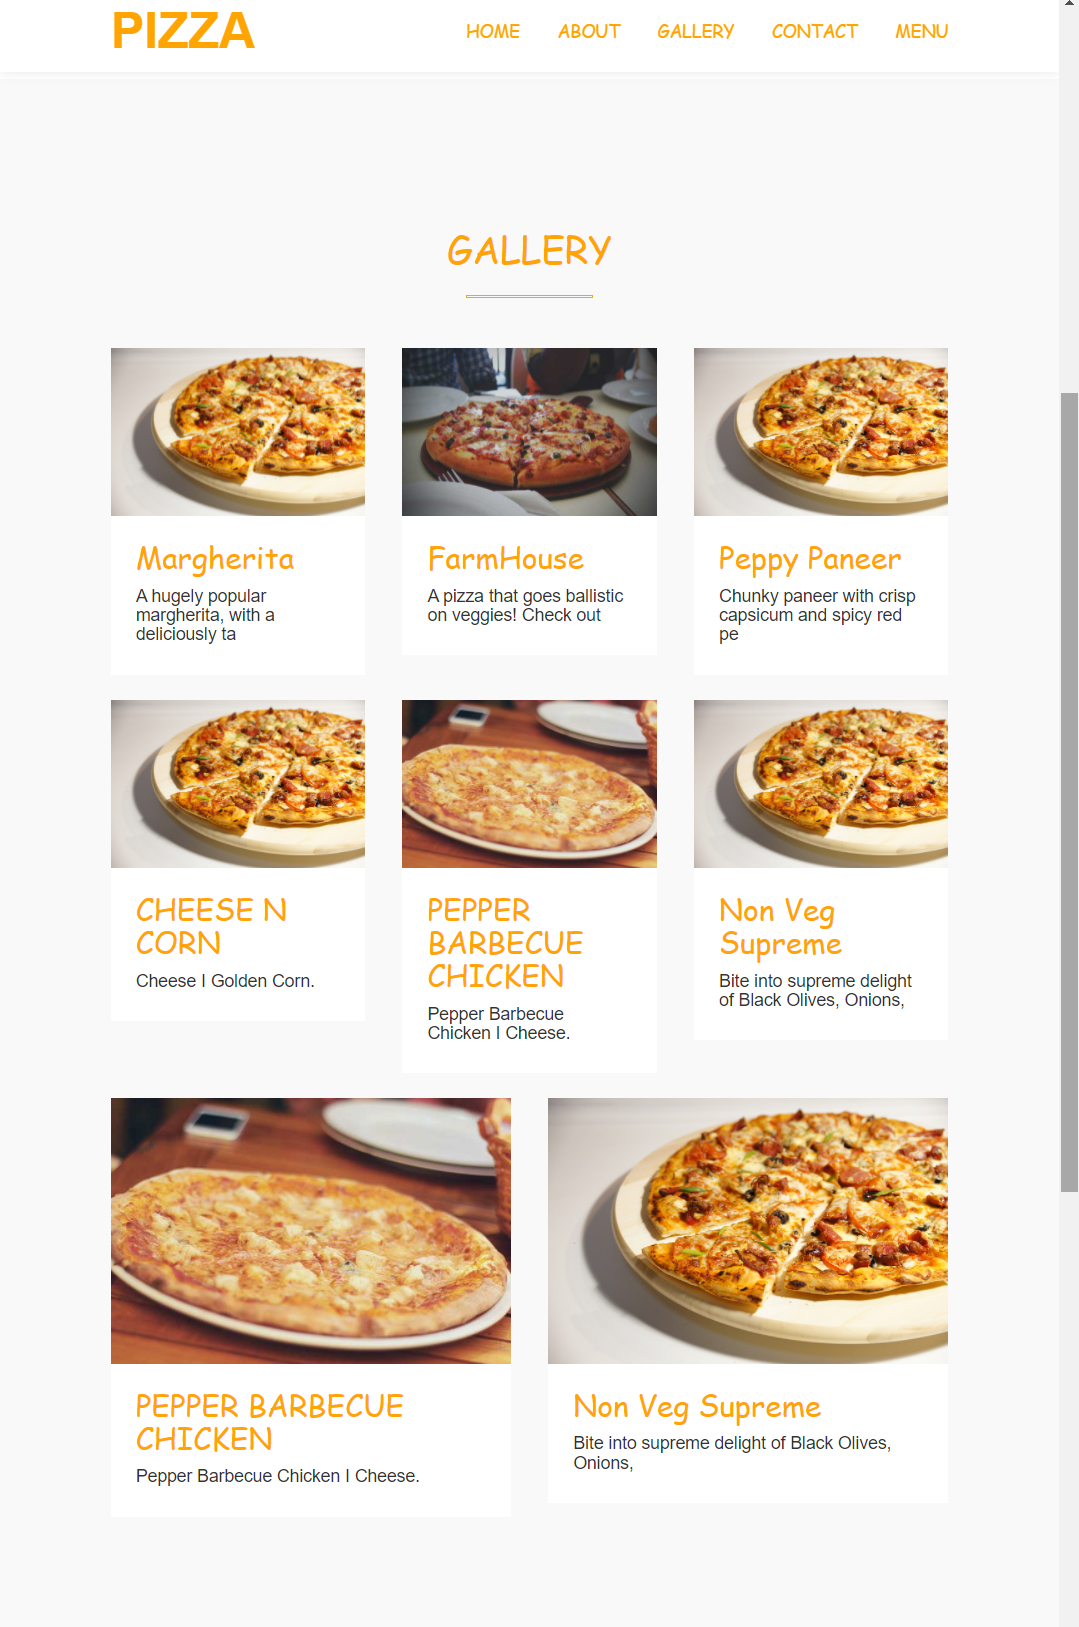 PIZZA
HOME ABOUT GALLERY CONTACT MENU
GALLERY
Margherita
A hugely popular
margherita, with a
deliciously ta
FarmHouse
A pizza that goes ballistic
on veggies! Check out
Peppy Paneer
Chunky paneer with crisp
capsicum and spicy red
pe
CHEESE N
CORN
Cheese I Golden Corn.
PEPPER
BARBECUE
CHICKEN
Pepper Barbecue
Chicken I Cheese.
Non Veg
Supreme
Bite into supreme delight
of Black Olives, Onions,
PEPPER BARBECUE
CHICKEN
Pepper Barbecue Chicken I Cheese.
Non Veg Supreme
Bite into supreme delight of Black Olives,
Onions,